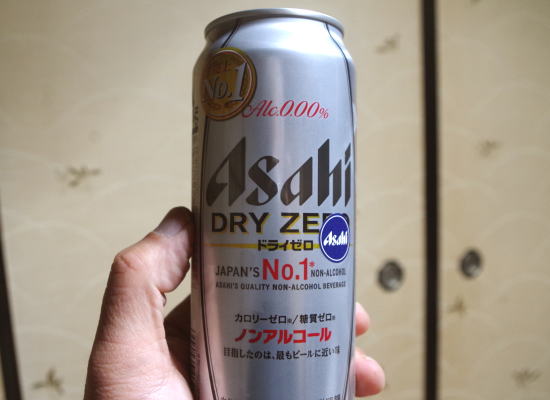 No.1
Alc.0.00%
Asahi
DRY ZERO
ドライゼロ
Asahi
JAPAN'S No.1* NON-ALCOHOL
ASAHI'S QUALITY NON-ALCOHOL BEVERAGE
カロリーゼロ※/糖質ゼロ※
ノンアルコール
目指したのは、最もビールに近い味